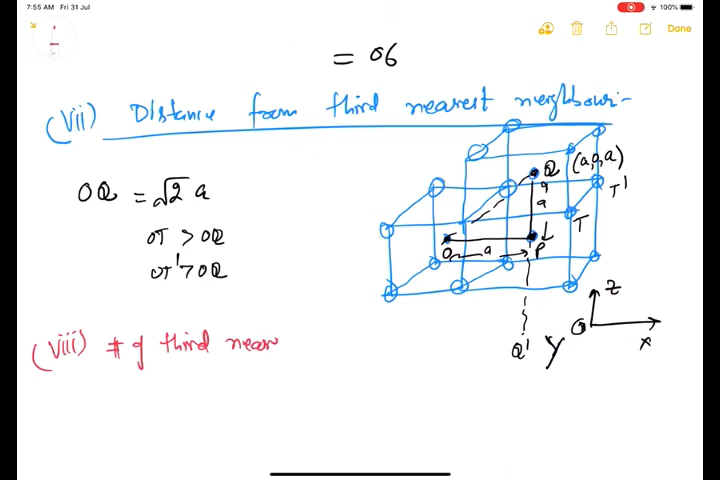 7:55 AM Fri 31 Jul
100%
Done
= 06
(vii) Distance from third nearest neighbour:-
OQ = √2 a
OT > OQ
OT' > OQ
(viii) # of third near
Q (a,0,a)
a
T'
T
O a P
Q'
Z
O
X
Y